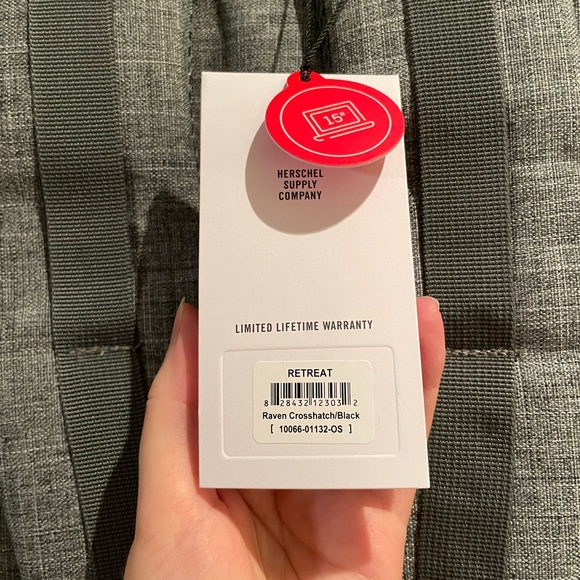 15"
HERSCHEL
SUPPLY
COMPANY
LIMITED LIFETIME WARRANTY
RETREAT
8 28432 12303 2
Raven Crosshatch/Black
[ 10066-01132-OS ]